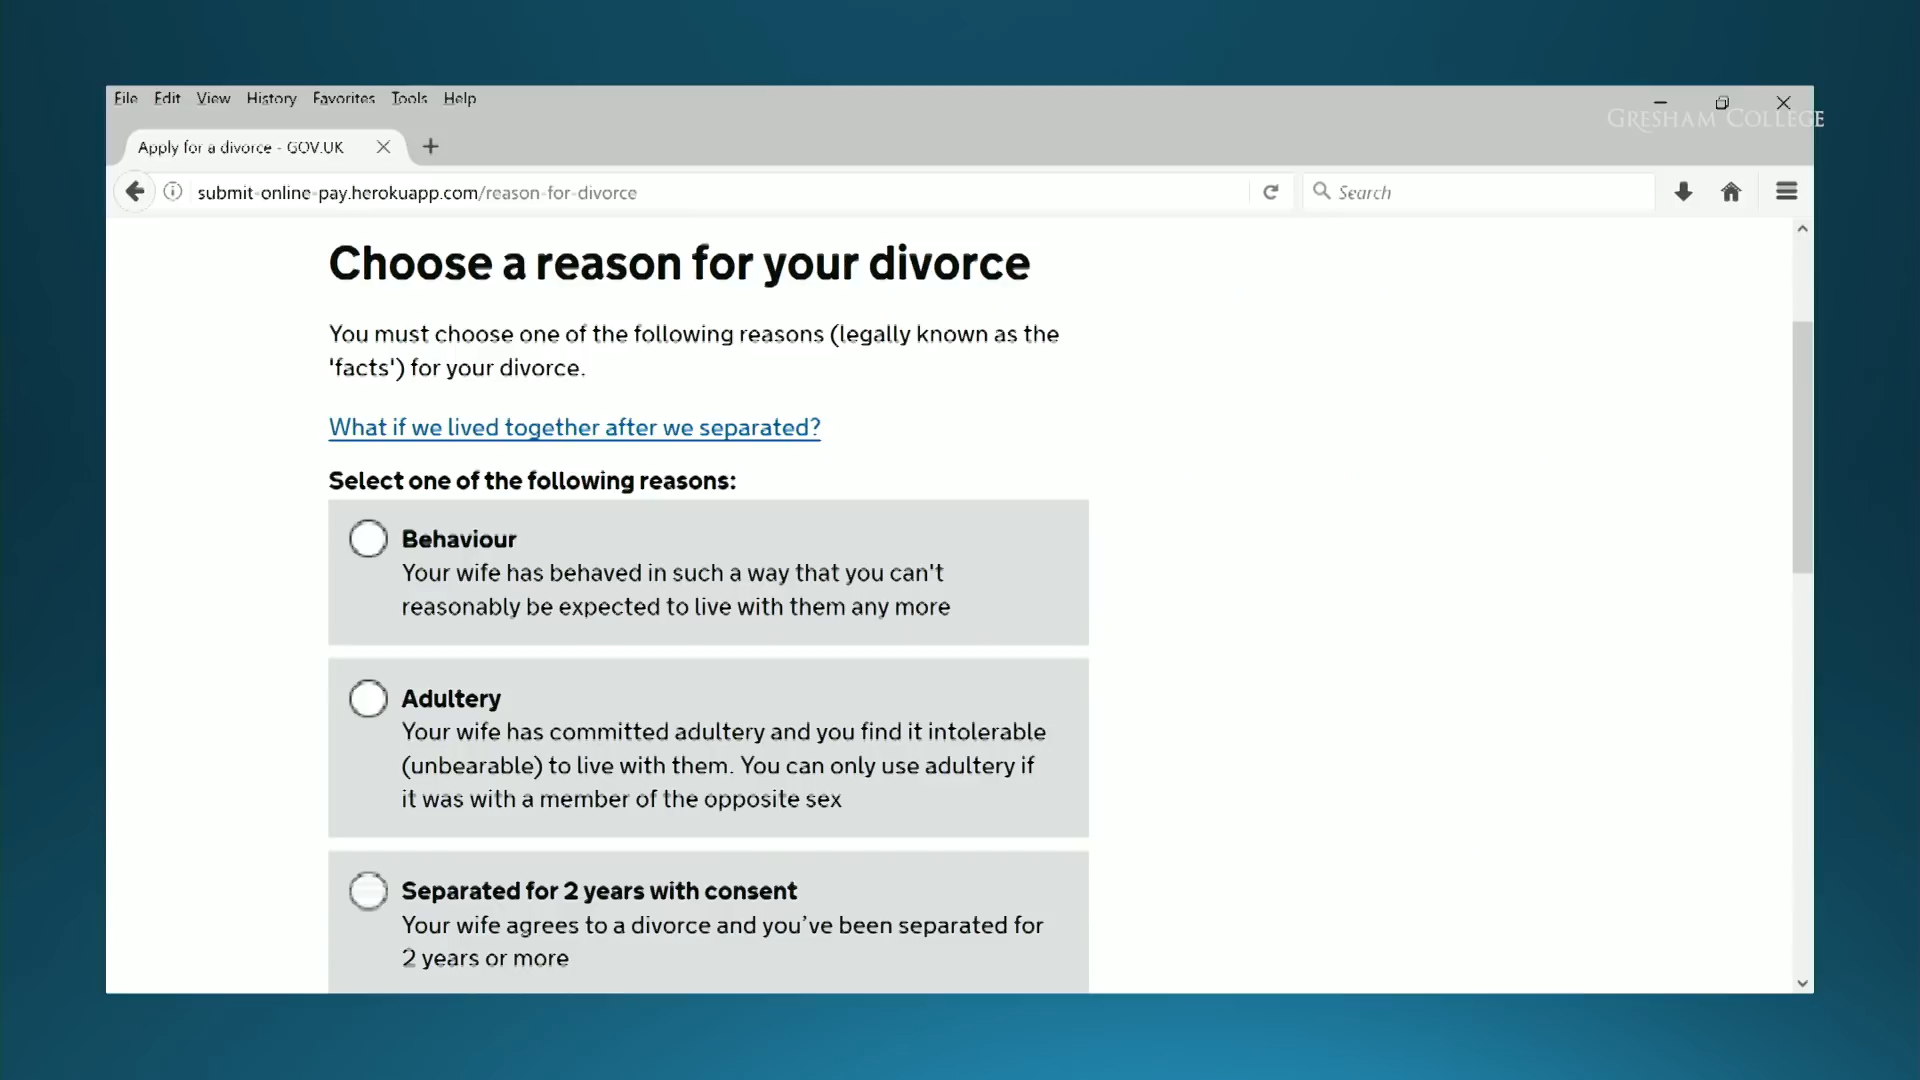 File Edit View History Favorites Tools Help
GRESHAM COLLEGE
Apply for a divorce - GOV.UK
submit-online-pay.herokuapp.com/reason-for-divorce
Search
Choose a reason for your divorce
You must choose one of the following reasons (legally known as the
'facts') for your divorce.
What if we lived together after we separated?
Select one of the following reasons:
Behaviour
Your wife has behaved in such a way that you can't
reasonably be expected to live with them any more
Adultery
Your wife has committed adultery and you find it intolerable
(unbearable) to live with them. You can only use adultery if
it was with a member of the opposite sex
Separated for 2 years with consent
Your wife agrees to a divorce and you’ve been separated for
2 years or more